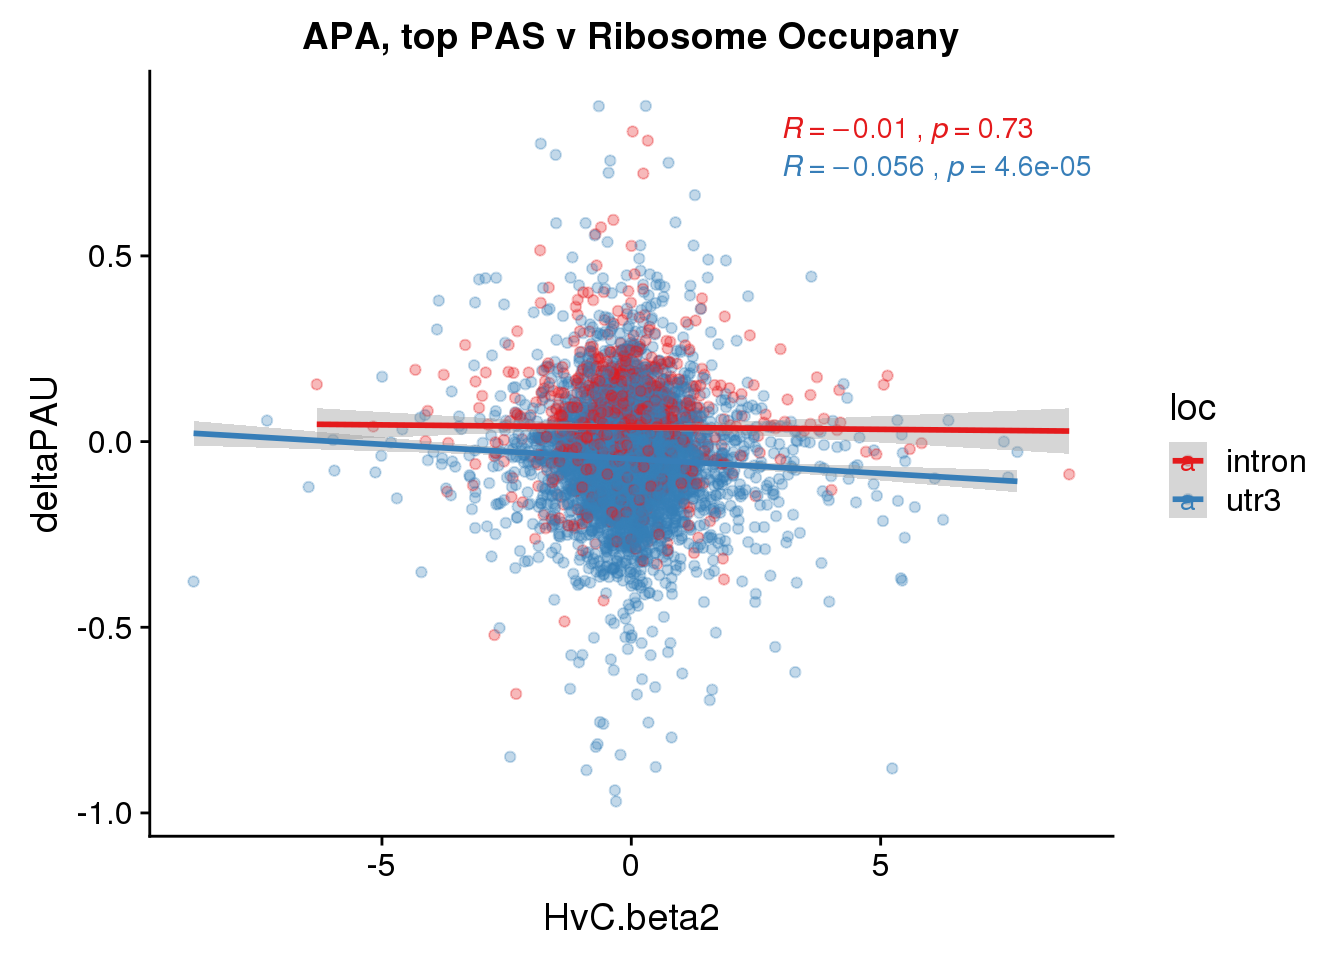 APA, top PAS v Ribosome Occupany
R = −0.01 , p = 0.73
R = −0.056 , p = 4.6e-05
deltaPAU
0.5
0.0
-0.5
-1.0
-5 0 5
HvC.beta2
loc
a intron
a utr3